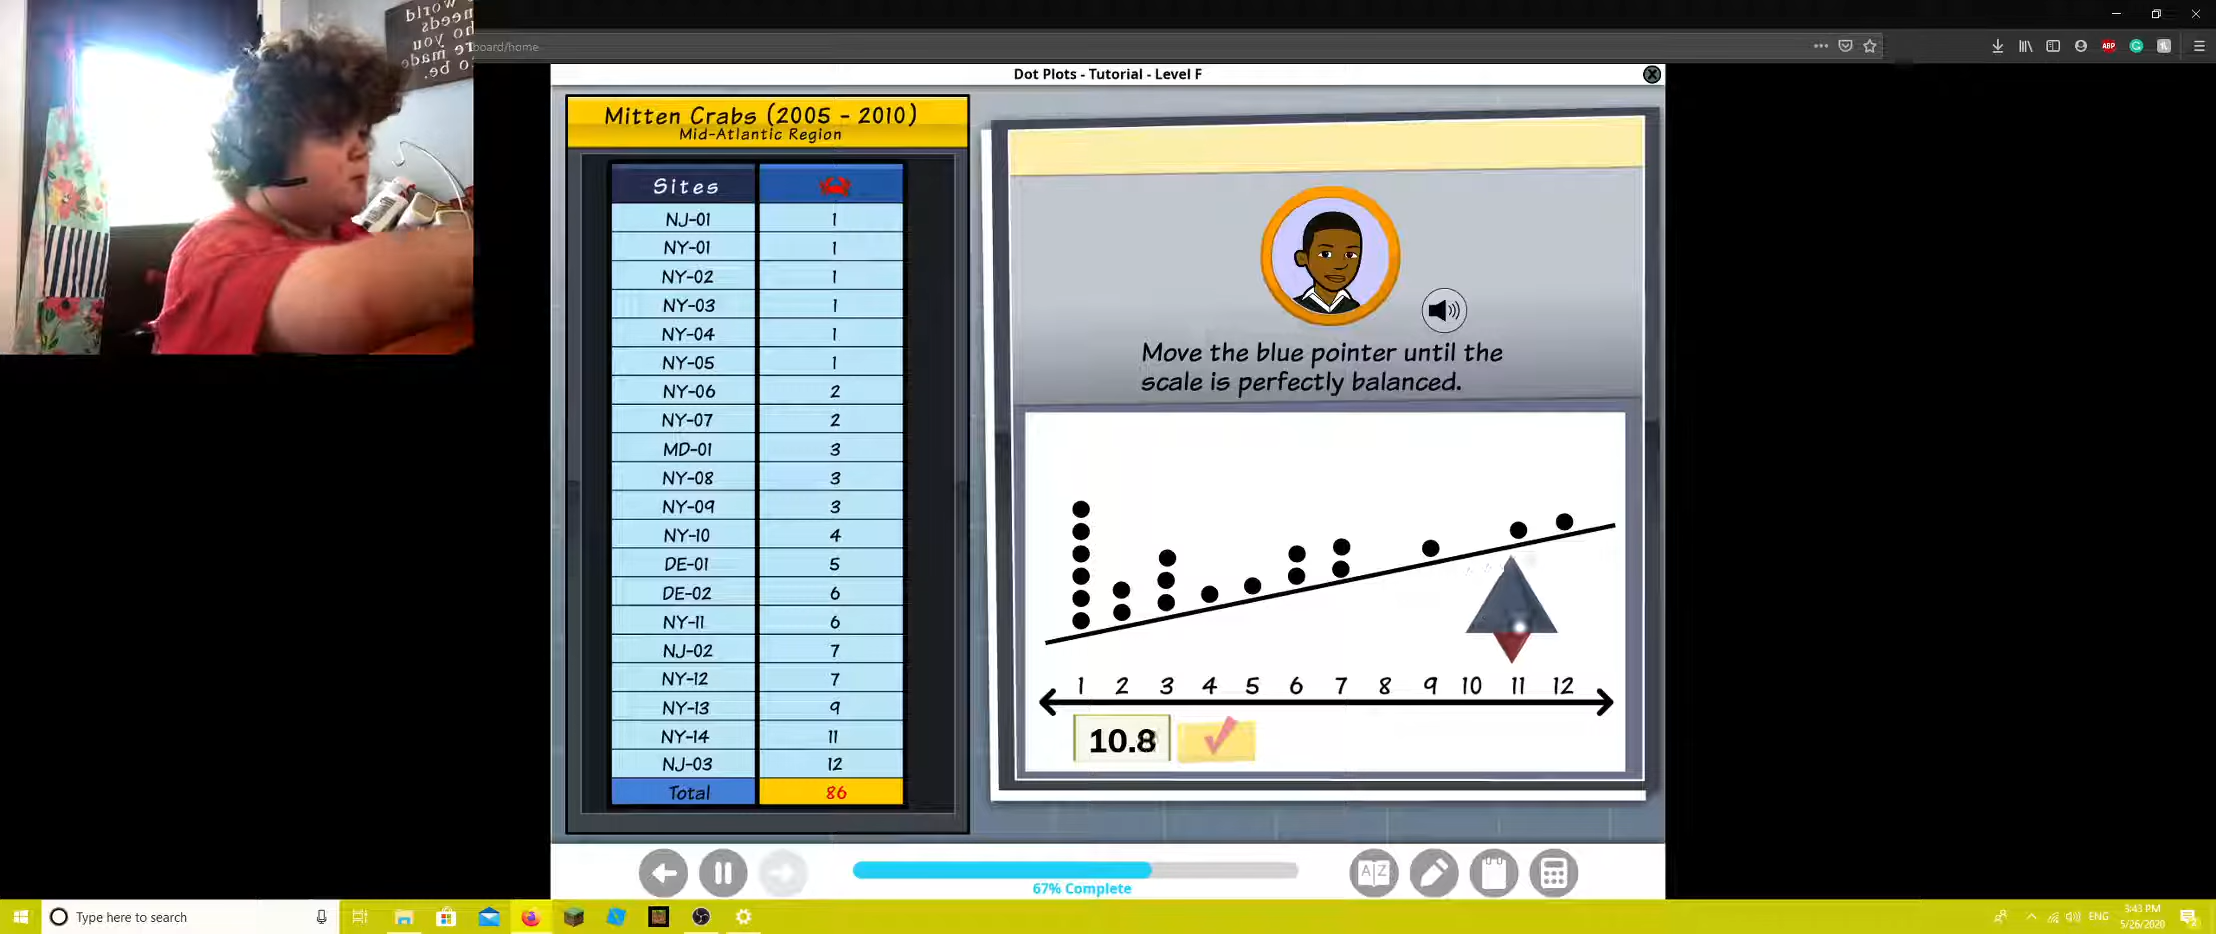 board/home
Dot Plots - Tutorial - Level F
Mitten Crabs (2005 - 2010)
Mid-Atlantic Region
Sites
NJ-01 1
NY-01 1
NY-02 1
NY-03 1
NY-04 1
NY-05 1
NY-06 2
NY-07 2
MD-01 3
NY-08 3
NY-09 3
NY-10 4
DE-01 5
DE-02 6
NY-11 6
NJ-02 7
NY-12 7
NY-13 9
NY-14 11
NJ-03 12
Total 86
Move the blue pointer until the
scale is perfectly balanced.
1 2 3 4 5 6 7 8 9 10 11 12
10.8
A Z
67% Complete
Type here to search
ENG
3:43 PM
5/26/2020
ABP